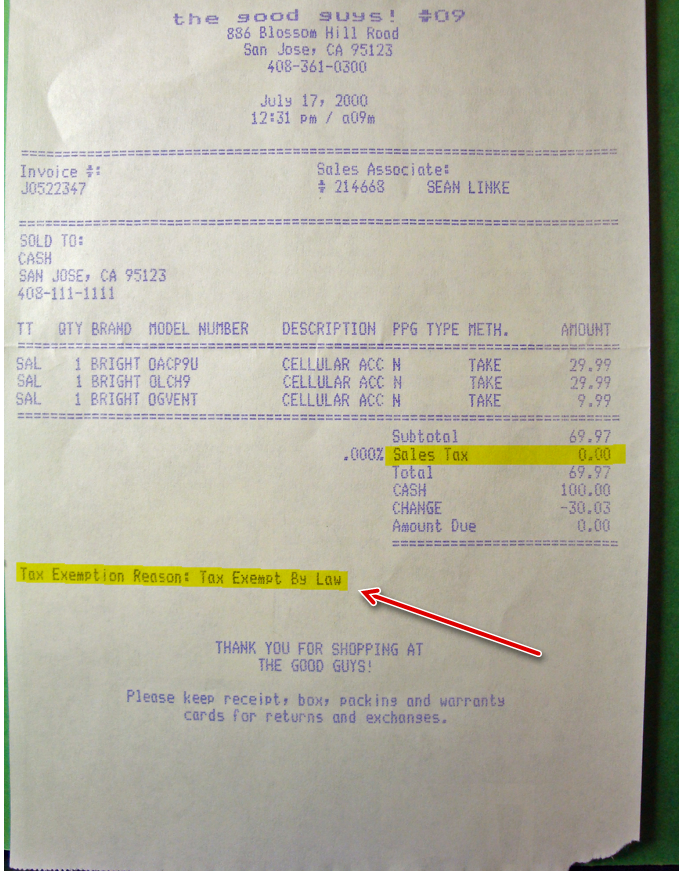 the good guys! #09
886 Blossom Hill Road
San Jose, CA 95123
408-361-0300
July 17, 2000
12:31 pm / a09m
Invoice #: Sales Associate:
J0522347 # 214668 SEAN LINKE
SOLD TO:
CASH
SAN JOSE, CA 95123
408-111-1111
TT QTY BRAND MODEL NUMBER DESCRIPTION PPG TYPE METH. AMOUNT
SAL 1 BRIGHT OACP9U CELLULAR ACC N TAKE 29.99
SAL 1 BRIGHT OLCH9 CELLULAR ACC N TAKE 29.99
SAL 1 BRIGHT OGVENT CELLULAR ACC N TAKE 9.99
Subtotal 69.97
.000% Sales Tax 0.00
Total 69.97
CASH 100.00
CHANGE -30.03
Amount Due 0.00
Tax Exemption Reason: Tax Exempt By Law
THANK YOU FOR SHOPPING AT
THE GOOD GUYS!
Please keep receipt, box, packing and warranty
cards for returns and exchanges.